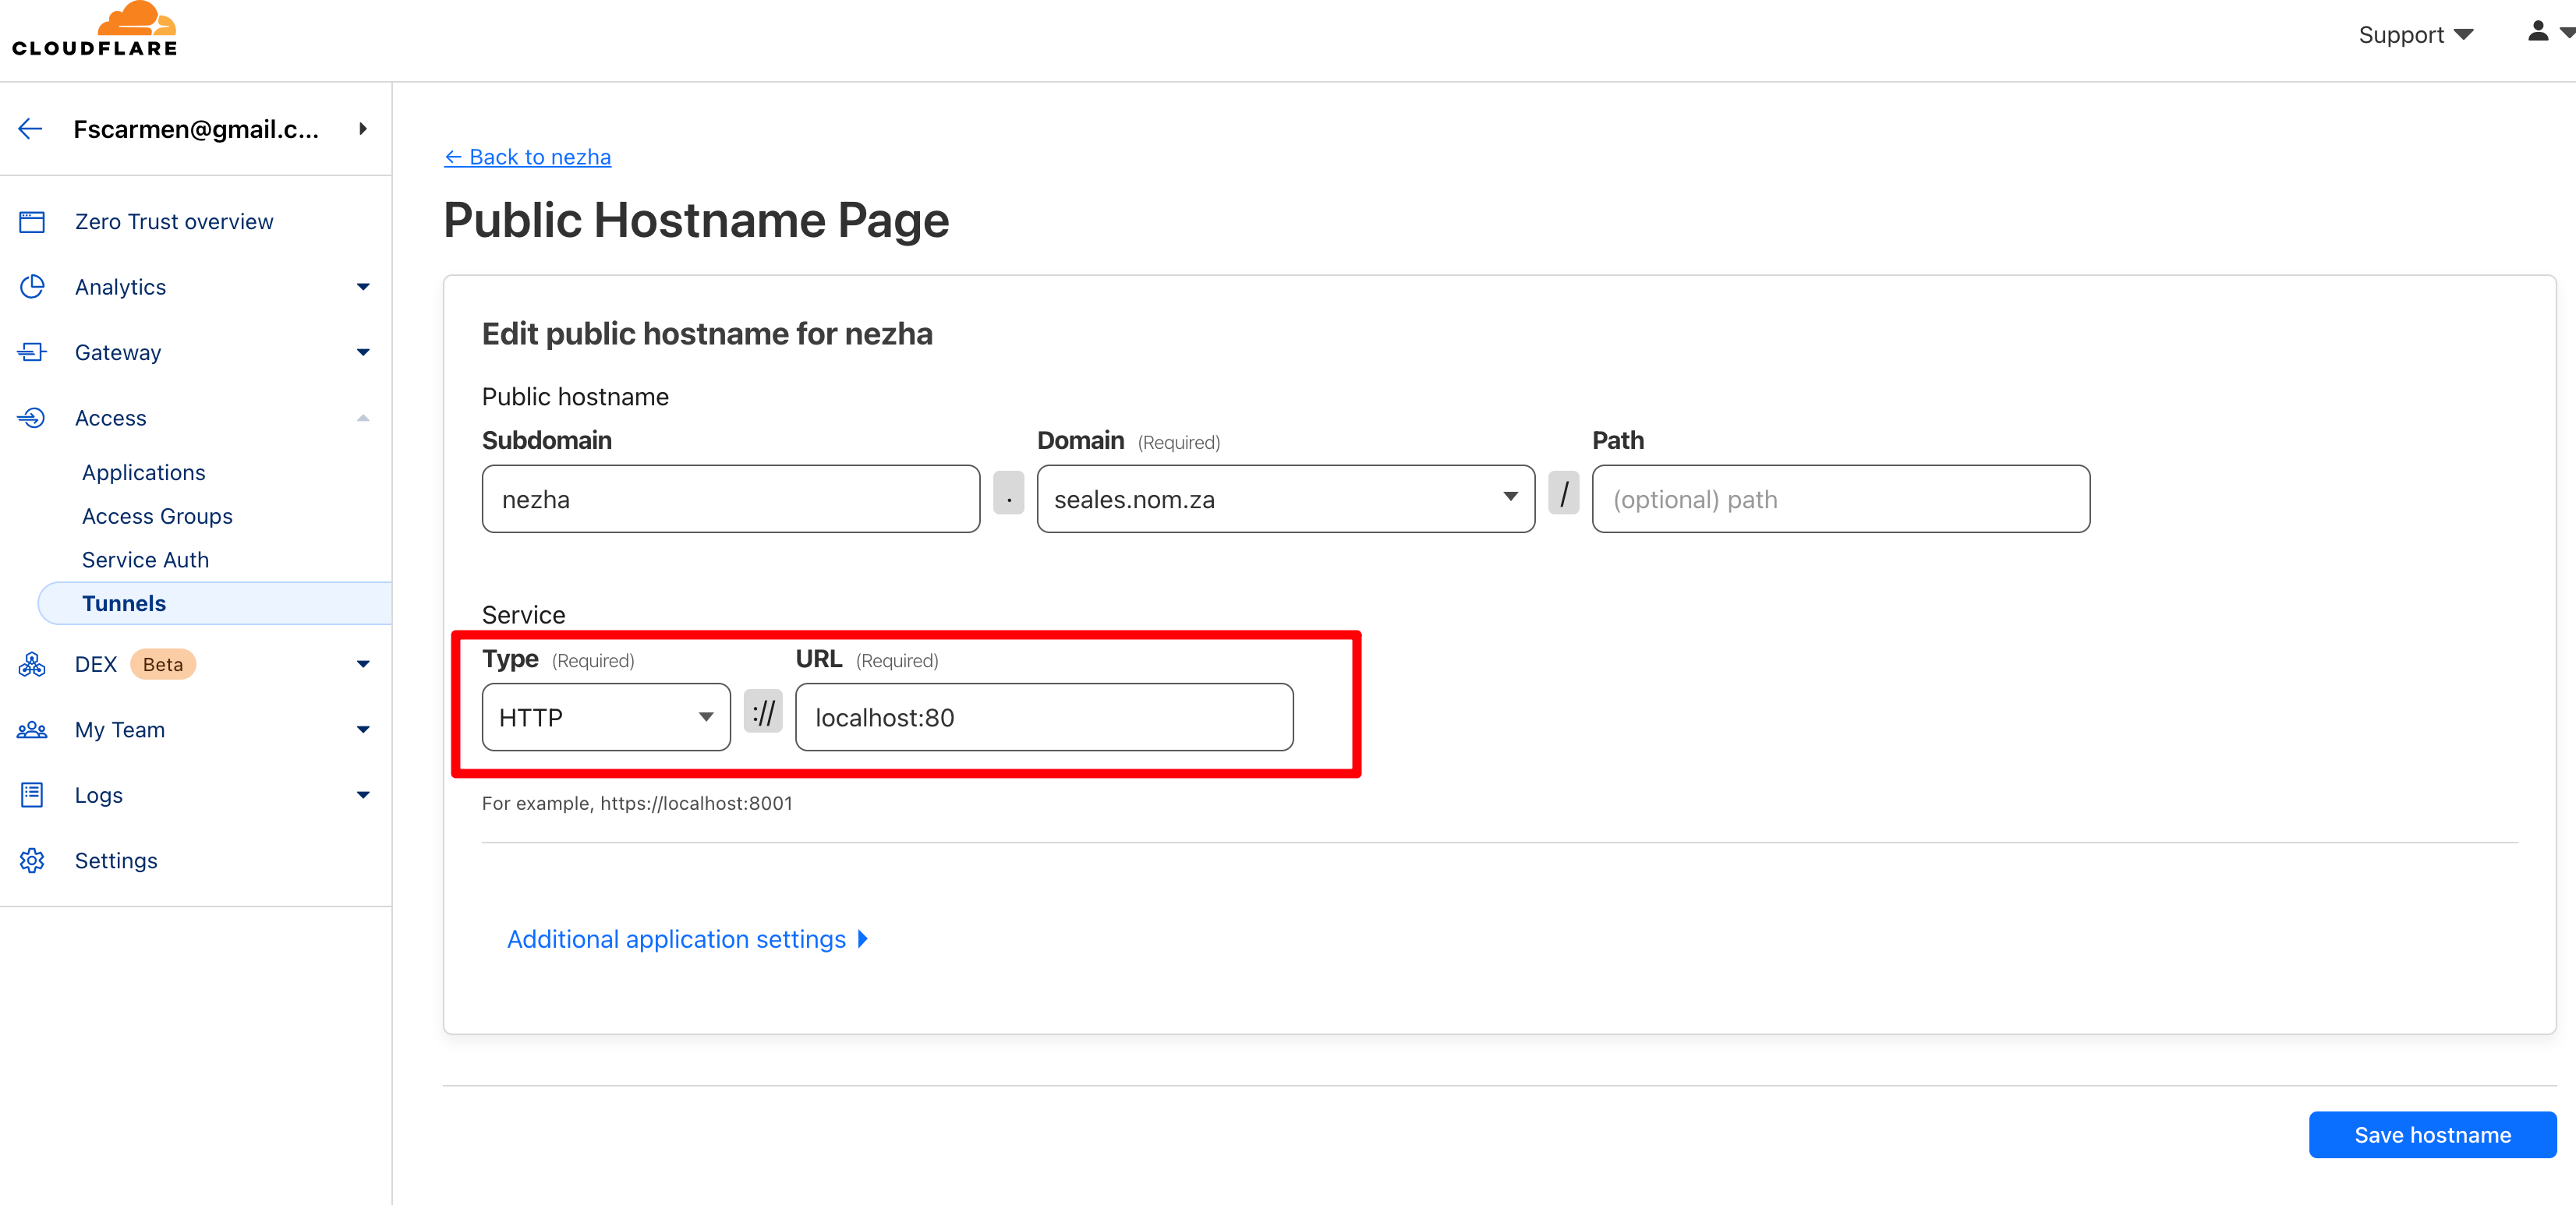 CLOUDFLARE
Support
Fscarmen@gmail.c...
Zero Trust overview
Analytics
Gateway
Access
Applications
Access Groups
Service Auth
Tunnels
DEX Beta
My Team
Logs
Settings
← Back to nezha
Public Hostname Page
Edit public hostname for nezha
Public hostname
Subdomain Domain (Required) Path
nezha . seales.nom.za / (optional) path
Service
Type (Required) URL (Required)
HTTP :// localhost:80
For example, https://localhost:8001
Additional application settings
Save hostname